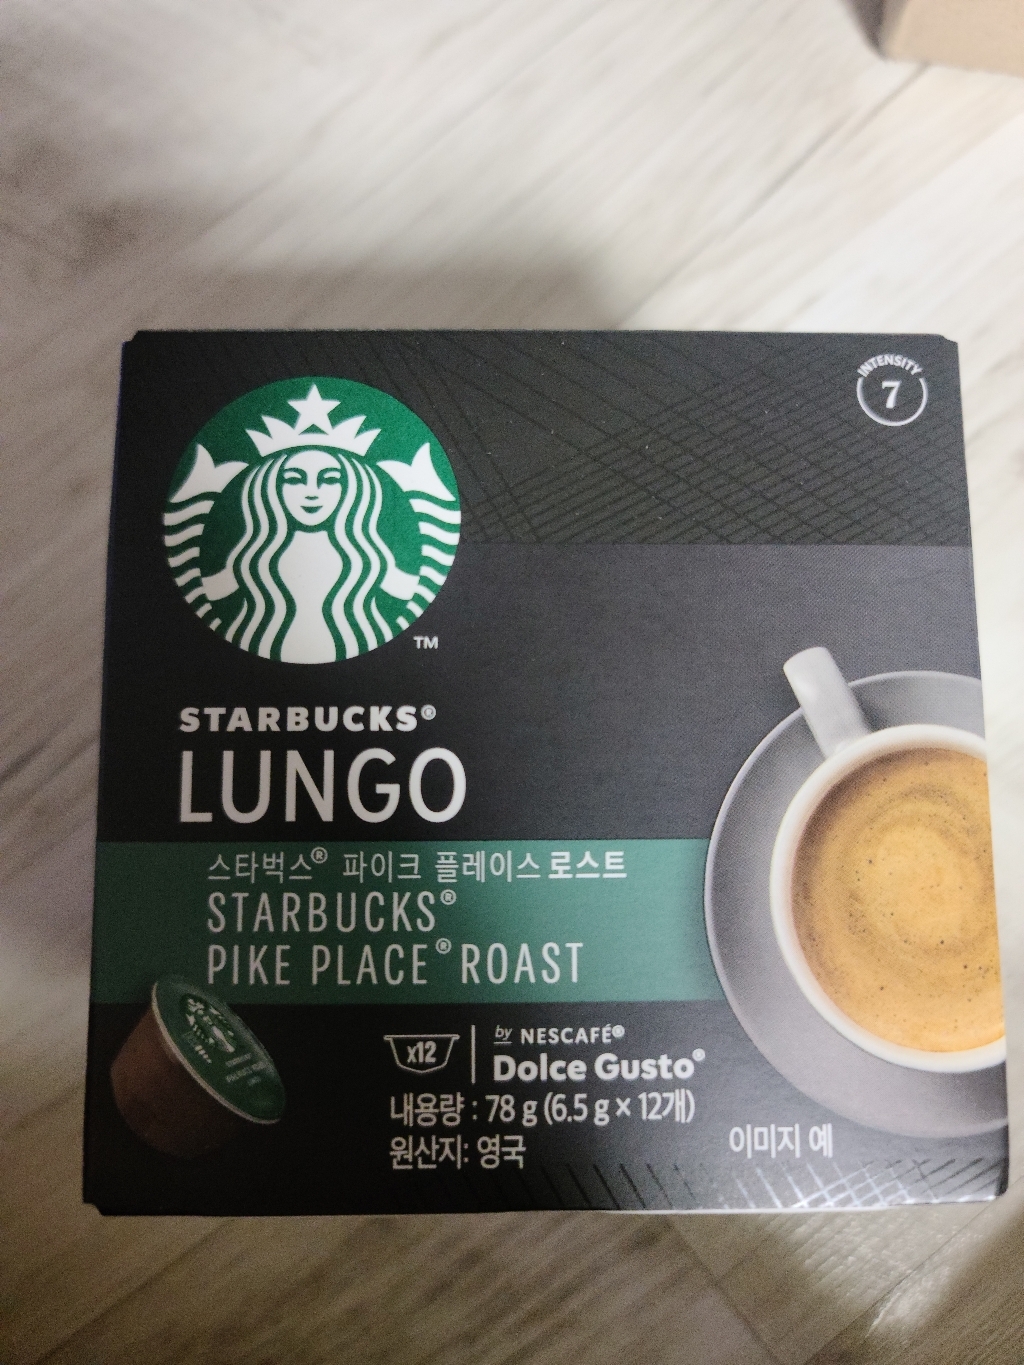 INTENSITY
7
TM
STARBUCKS®
LUNGO
스타벅스® 파이크 플레이스 로스트
STARBUCKS®
PIKE PLACE® ROAST
x12
by NESCAFÉ®
Dolce Gusto®
내용량 : 78 g (6.5 g × 12개)
원산지: 영국
이미지 예